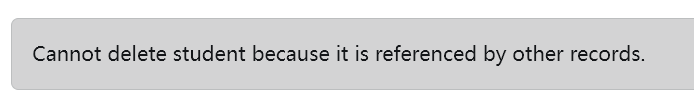 Cannot delete student because it is referenced by other records.